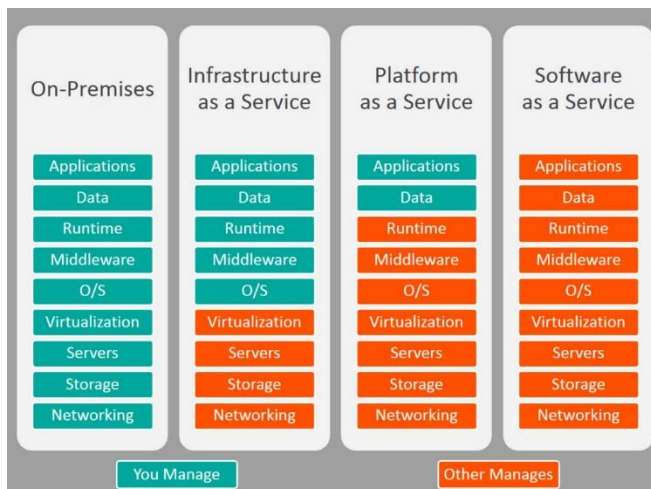 On-Premises
Applications
Data
Runtime
Middleware
O/S
Virtualization
Servers
Storage
Networking
Infrastructure
as a Service
Applications
Data
Runtime
Middleware
O/S
Virtualization
Servers
Storage
Networking
Platform
as a Service
Applications
Data
Runtime
Middleware
O/S
Virtualization
Servers
Storage
Networking
Software
as a Service
Applications
Data
Runtime
Middleware
O/S
Virtualization
Servers
Storage
Networking
You Manage
Other Manages